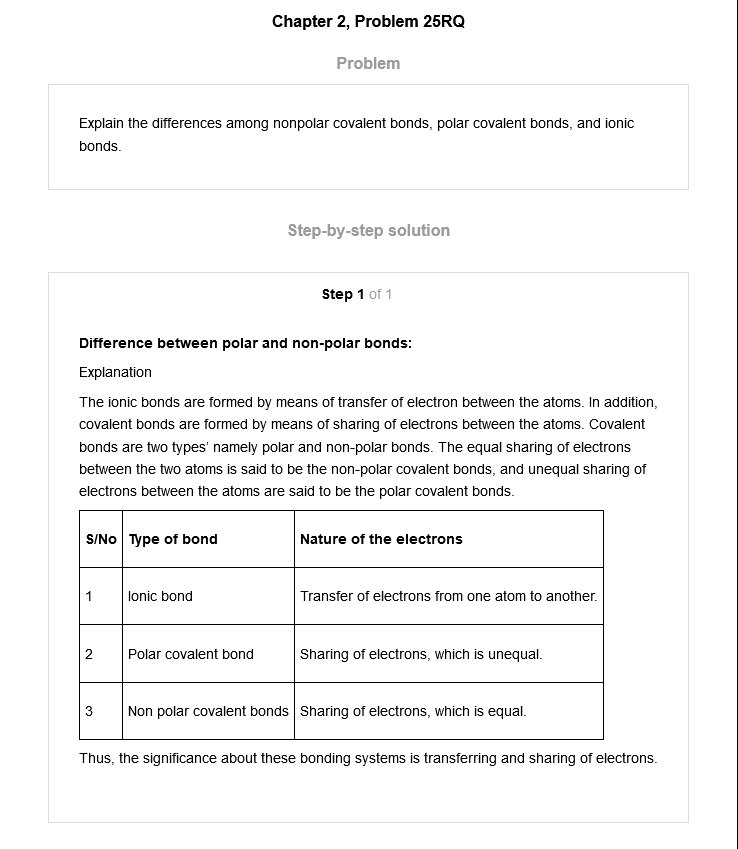 Chapter 2, Problem 25RQ
Problem
Explain the differences among nonpolar covalent bonds, polar covalent bonds, and ionic
bonds.
Step-by-step solution
Step 1 of 1
Difference between polar and non-polar bonds:
Explanation
The ionic bonds are formed by means of transfer of electron between the atoms. In addition,
covalent bonds are formed by means of sharing of electrons between the atoms. Covalent
bonds are two types’ namely polar and non-polar bonds. The equal sharing of electrons
between the two atoms is said to be the non-polar covalent bonds, and unequal sharing of
electrons between the atoms are said to be the polar covalent bonds.
S/No Type of bond Nature of the electrons
1 Ionic bond Transfer of electrons from one atom to another.
2 Polar covalent bond Sharing of electrons, which is unequal.
3 Non polar covalent bonds Sharing of electrons, which is equal.
Thus, the significance about these bonding systems is transferring and sharing of electrons.